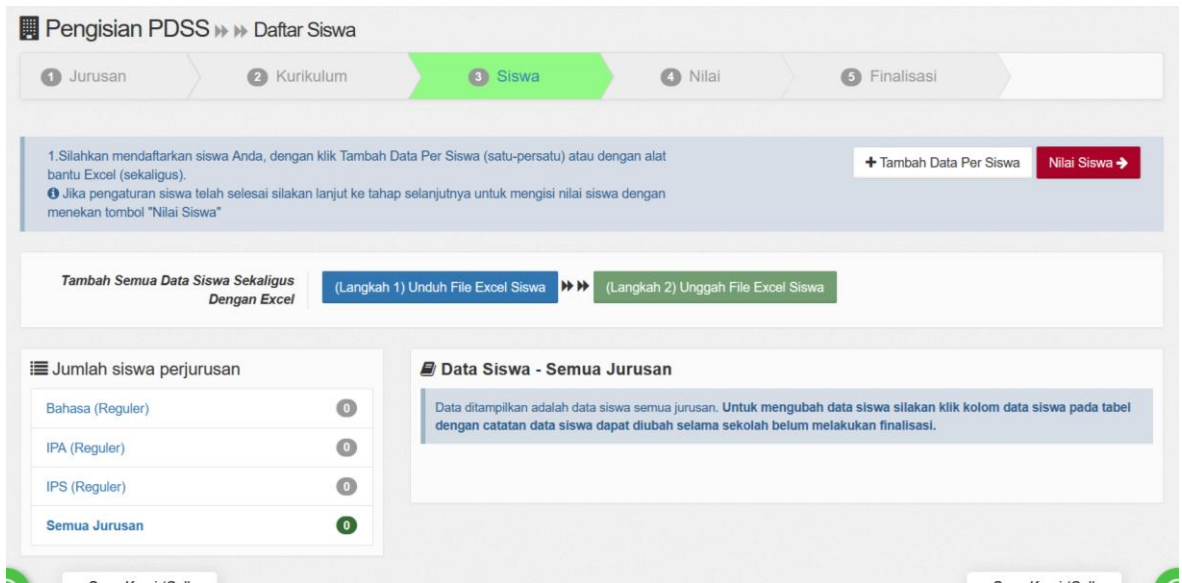 Pengisian PDSS Daftar Siswa
1 Jurusan
2 Kurikulum
3 Siswa
4 Nilai
5 Finalisasi
1.Silahkan mendaftarkan siswa Anda, dengan klik Tambah Data Per Siswa (satu-persatu) atau dengan alat
bantu Excel (sekaligus).
Jika pengaturan siswa telah selesai silakan lanjut ke tahap selanjutnya untuk mengisi nilai siswa dengan
menekan tombol "Nilai Siswa"
+ Tambah Data Per Siswa
Nilai Siswa
Tambah Semua Data Siswa Sekaligus
Dengan Excel
(Langkah 1) Unduh File Excel Siswa
(Langkah 2) Unggah File Excel Siswa
Jumlah siswa perjurusan
Bahasa (Reguler) 0
IPA (Reguler) 0
IPS (Reguler) 0
Semua Jurusan 0
Data Siswa - Semua Jurusan
Data ditampilkan adalah data siswa semua jurusan. Untuk mengubah data siswa silakan klik kolom data siswa pada tabel
dengan catatan data siswa dapat diubah selama sekolah belum melakukan finalisasi.